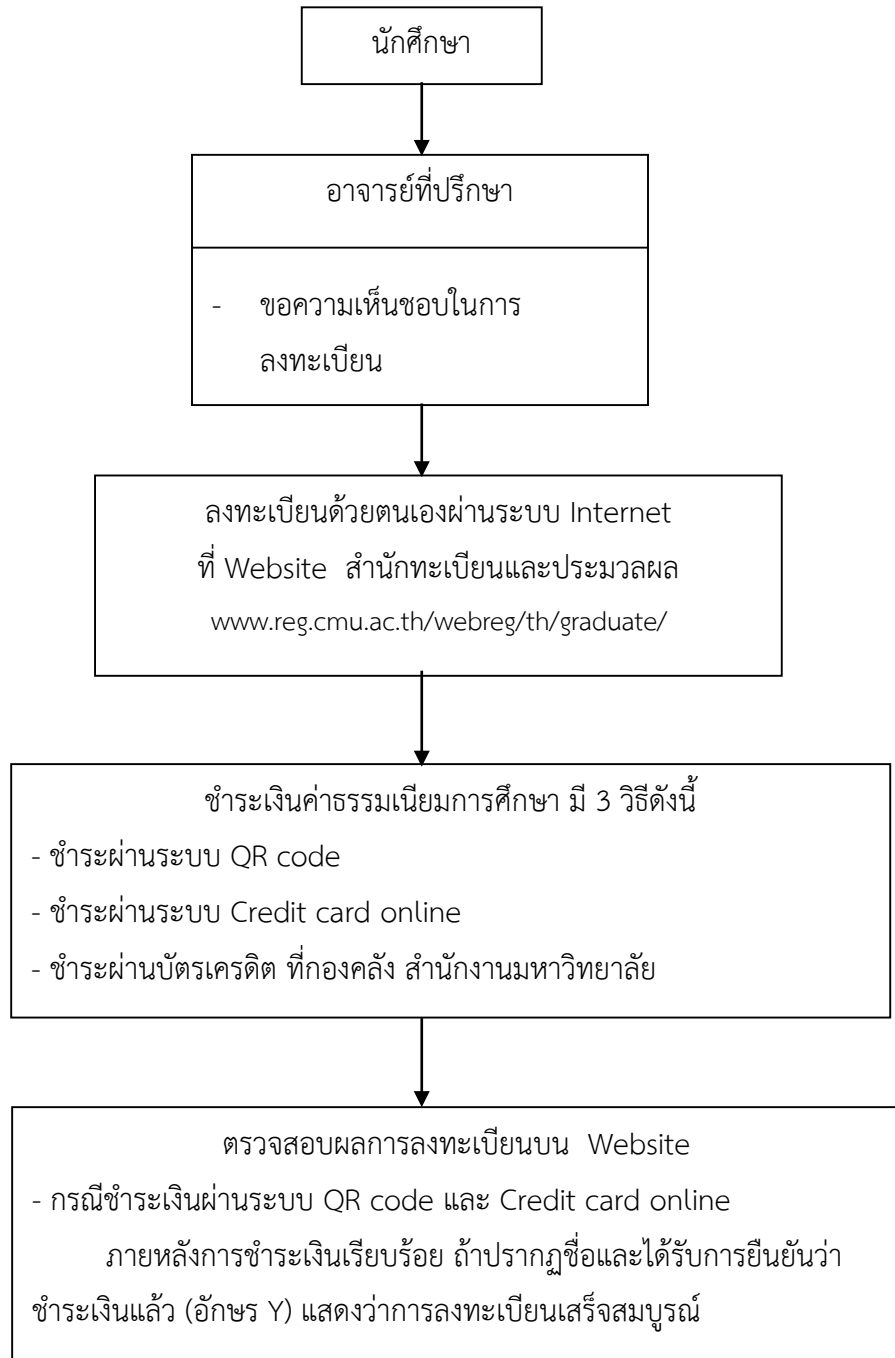 นักศึกษา
อาจารย์ที่ปรึกษา
- ขอความเห็นชอบในการ
ลงทะเบียน
ลงทะเบียนด้วยตนเองผ่านระบบ Internet
ที่ Website สำนักทะเบียนและประมวลผล
www.reg.cmu.ac.th/webreg/th/graduate/
ชำระเงินค่าธรรมเนียมการศึกษา มี 3 วิธีดังนี้
- ชำระผ่านระบบ QR code
- ชำระผ่านระบบ Credit card online
- ชำระผ่านบัตรเครดิต ที่กองคลัง สำนักงานมหาวิทยาลัย
ตรวจสอบผลการลงทะเบียนบน Website
- กรณีชำระเงินผ่านระบบ QR code และ Credit card online
ภายหลังการชำระเงินเรียบร้อย ถ้าปรากฏชื่อและได้รับการยืนยันว่า
ชำระเงินแล้ว (อักษร Y) แสดงว่าการลงทะเบียนเสร็จสมบูรณ์